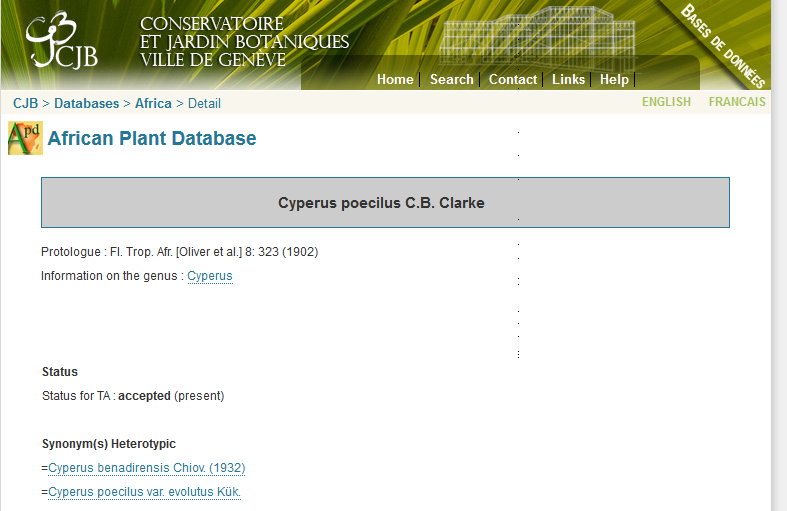 CJB
CONSERVATOIRE
ET JARDIN BOTANIQUES
VILLE DE GENÈVE
BASES DE DONNÉES
Home | Search | Contact | Links | Help |
CJB > Databases > Africa > Detail
ENGLISH FRANCAIS
Apd African Plant Database
Cyperus poecilus C.B. Clarke
Protologue : Fl. Trop. Afr. [Oliver et al.] 8: 323 (1902)
Information on the genus : Cyperus
Status
Status for TA : accepted (present)
Synonym(s) Heterotypic
=Cyperus benadirensis Chiov. (1932)
=Cyperus poecilus var. evolutus Kük.